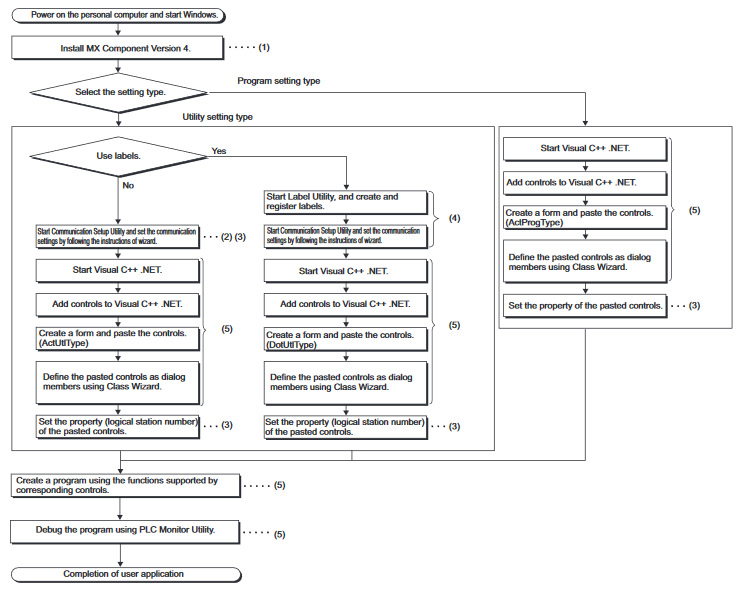 Power on the personal computer and start Windows.
Install MX Component Version 4.
(1)
Select the setting type.
Program setting type
Utility setting type
Use labels.
Yes
No
Start Label Utility, and create and
register labels.
(4)
Start Communication Setup Utility and set the communication
settings by following the instructions of wizard.
(2) (3)
Start Communication Setup Utility and set the communication
settings by following the instructions of wizard.
Start Visual C++ .NET.
Add controls to Visual C++ .NET.
Create a form and paste the controls.
(ActUtlType)
Define the pasted controls as dialog
members using Class Wizard.
(5)
Set the property (logical station number)
of the pasted controls.
(3)
Start Visual C++ .NET.
Add controls to Visual C++ .NET.
Create a form and paste the controls.
(DotUtlType)
Define the pasted controls as dialog
members using Class Wizard.
(5)
Set the property (logical station number)
of the pasted controls.
(3)
Start Visual C++ .NET.
Add controls to Visual C++ .NET.
Create a form and paste the controls.
(ActProgType)
Define the pasted controls as dialog
members using Class Wizard.
(5)
Set the property of the pasted controls.
(3)
Create a program using the functions supported by
corresponding controls.
(5)
Debug the program using PLC Monitor Utility.
(5)
Completion of user application